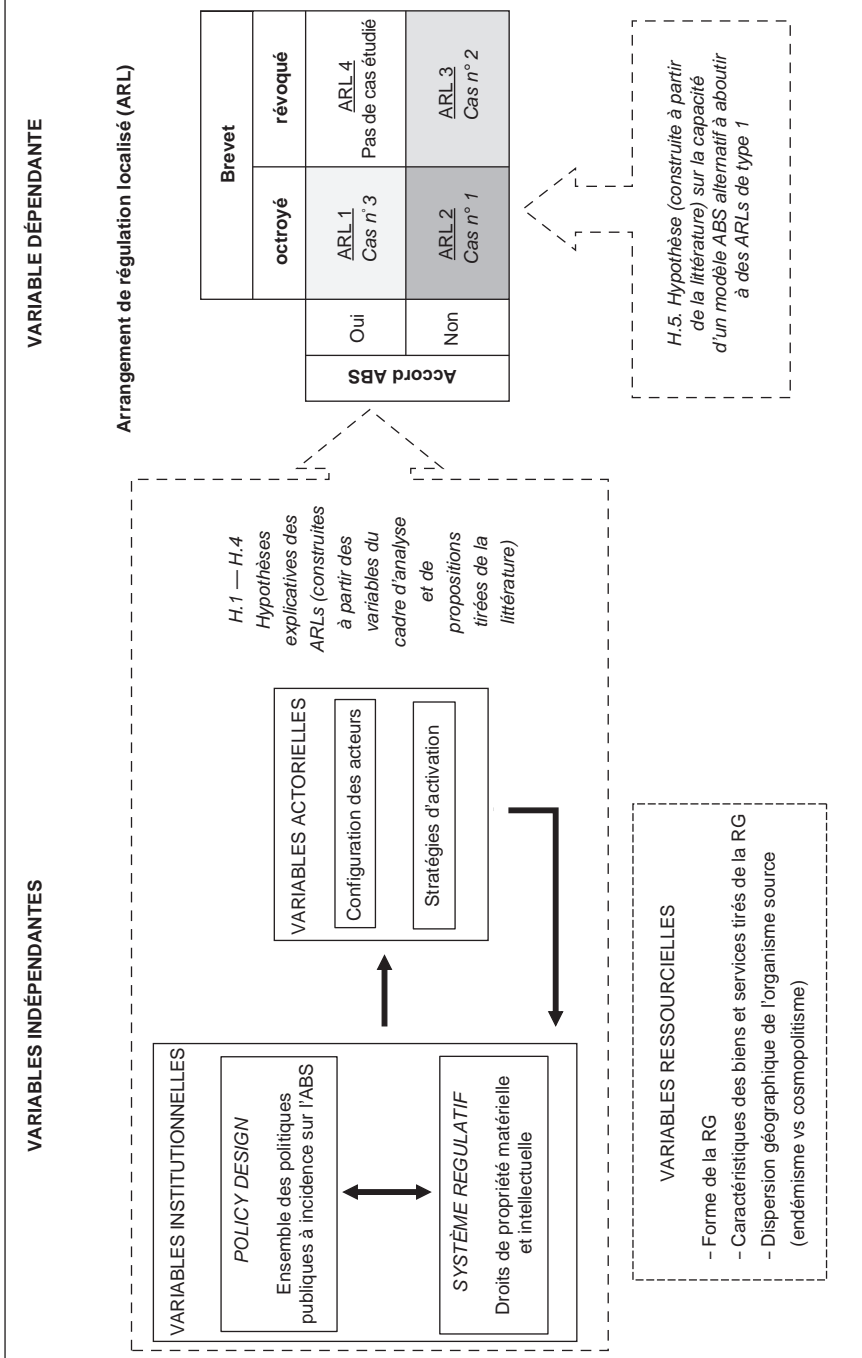 VARIABLES INDÉPENDANTES
VARIABLE DÉPENDANTE
VARIABLES INSTITUTIONNELLES
POLICY DESIGN
Ensemble des politiques
publiques à incidence sur l'ABS
SYSTÈME REGULATIF
Droits de propriété matérielle
et intellectuelle
VARIABLES ACTORIELLES
Configuration des acteurs
Stratégies d'activation
H.1 — H.4
Hypothèses
explicatives des
ARLs (construites
à partir des
variables du
cadre d'analyse
et de
propositions
tirées de la
littérature)
VARIABLES RESSOURCIELLES
– Forme de la RG
– Caractéristiques des biens et services tirés de la RG
– Dispersion géographique de l'organisme source
(endémisme vs cosmopolitisme)
Arrangement de régulation localisé (ARL)
Brevet
octroyé
révoqué
Accord ABS
Oui
ARL 1
Cas n° 3
ARL 4
Pas de cas étudié
Non
ARL 2
Cas n° 1
ARL 3
Cas n° 2
H.5. Hypothèse (construite à partir
de la littérature) sur la capacité
d'un modèle ABS alternatif à aboutir
à des ARLs de type 1